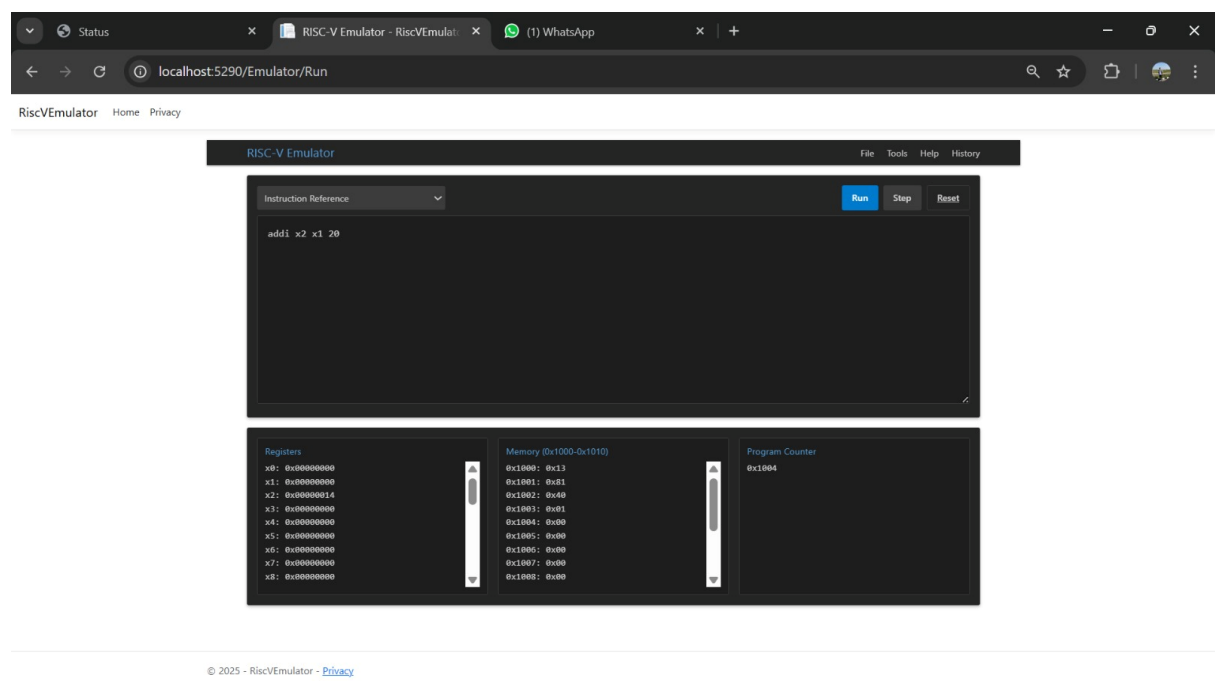 Status
RISC-V Emulator - RiscVEmulat
(1) WhatsApp
localhost:5290/Emulator/Run
RiscVEmulator Home Privacy
RISC-V Emulator File Tools Help History
Instruction Reference Run Step Reset
addi x2 x1 20
Registers
x0: 0x00000000
x1: 0x00000000
x2: 0x00000014
x3: 0x00000000
x4: 0x00000000
x5: 0x00000000
x6: 0x00000000
x7: 0x00000000
x8: 0x00000000
Memory (0x1000-0x1010)
0x1000: 0x13
0x1001: 0x81
0x1002: 0x40
0x1003: 0x01
0x1004: 0x00
0x1005: 0x00
0x1006: 0x00
0x1007: 0x00
0x1008: 0x00
Program Counter
0x1004
© 2025 - RiscVEmulator - Privacy